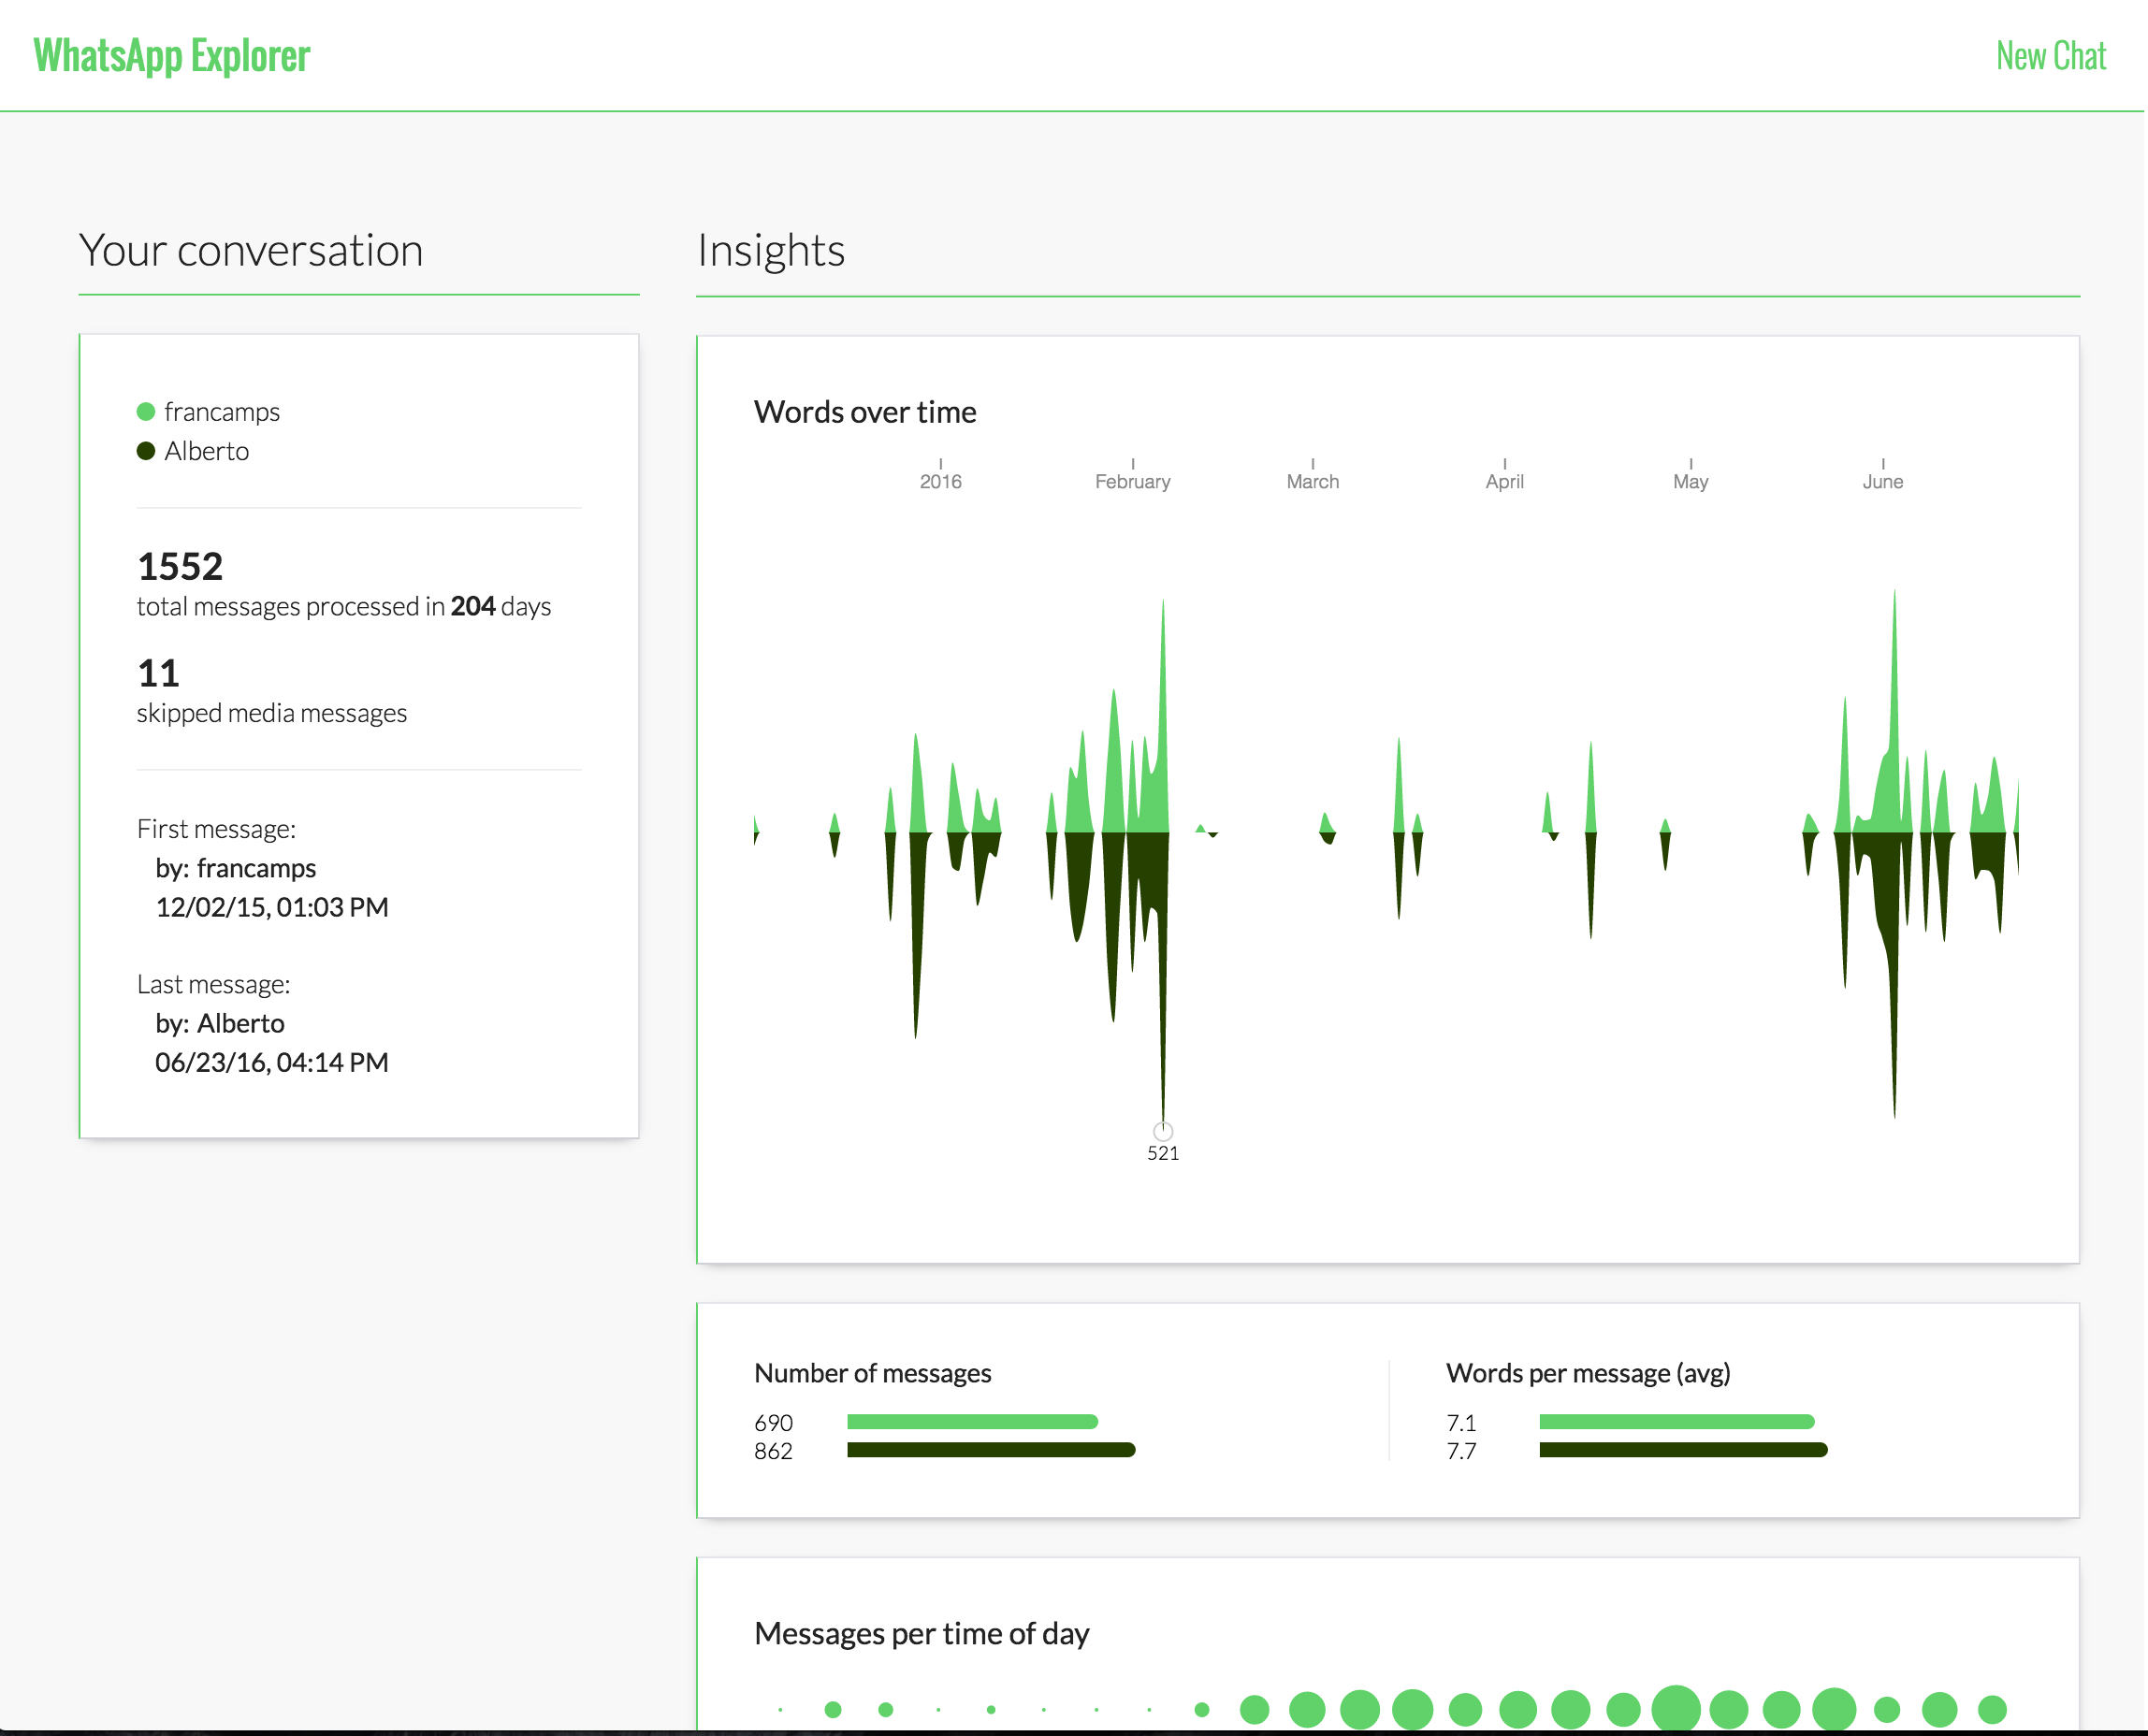 WhatsApp Explorer
New Chat
Your conversation
francamps
Alberto
1552
total messages processed in 204 days
11
skipped media messages
First message:
by: francamps
12/02/15, 01:03 PM
Last message:
by: Alberto
06/23/16, 04:14 PM
Insights
Words over time
2016 February March April May June
521
Number of messages
690
862
Words per message (avg)
7.1
7.7
Messages per time of day